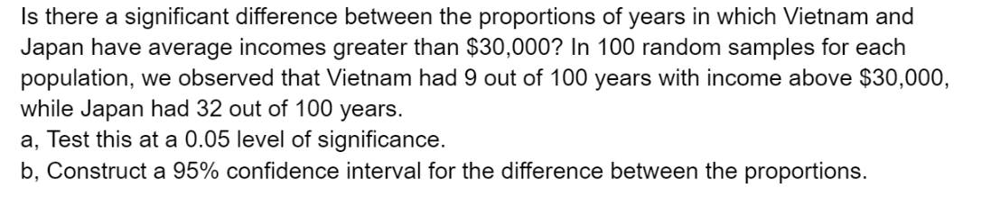 Is there a significant difference between the proportions of years in which Vietnam and
Japan have average incomes greater than $30,000? In 100 random samples for each
population, we observed that Vietnam had 9 out of 100 years with income above $30,000,
while Japan had 32 out of 100 years.
a, Test this at a 0.05 level of significance.
b, Construct a 95% confidence interval for the difference between the proportions.